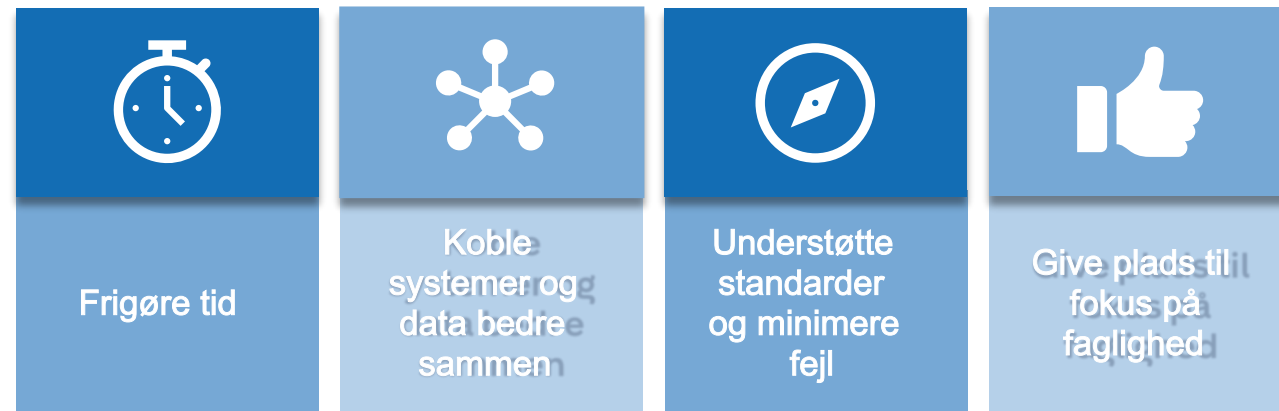 Frigøre tid
Koble
systemer og
data bedre
sammen
Understøtte
standarder
og minimere
fejl
Give plads til
fokus på
faglighed